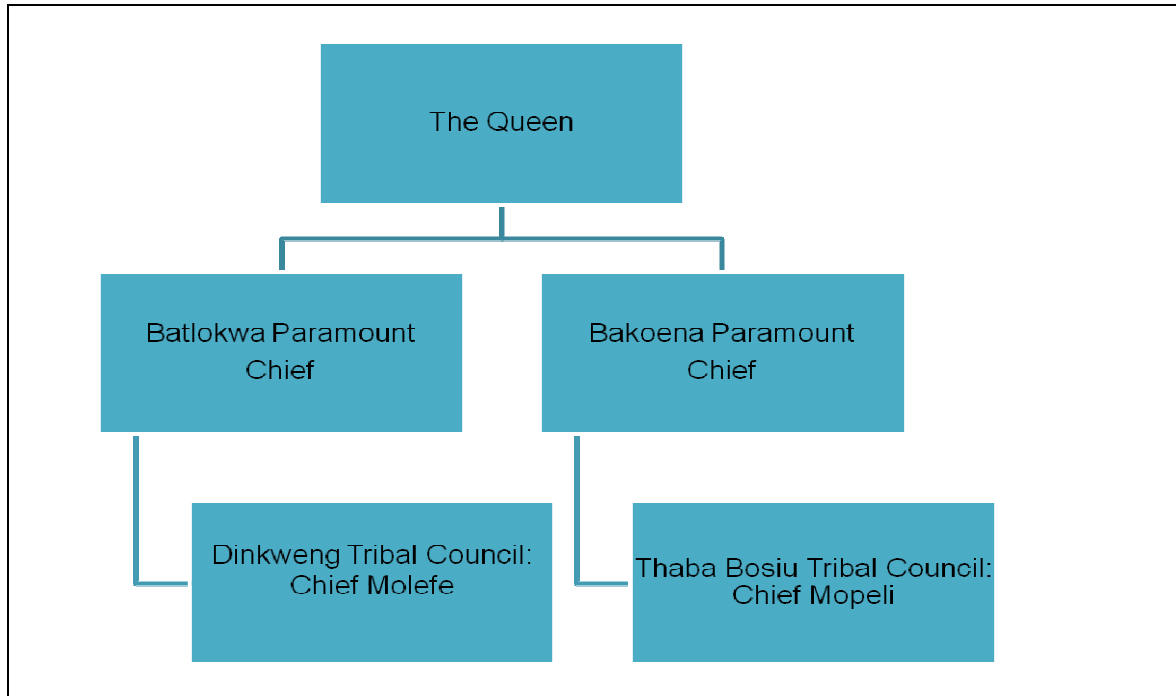 The Queen
Batlokwa Paramount
Chief
Bakoena Paramount
Chief
Dinkweng Tribal Council:
Chief Molefe
Thaba Bosiu Tribal Council:
Chief Mopeli